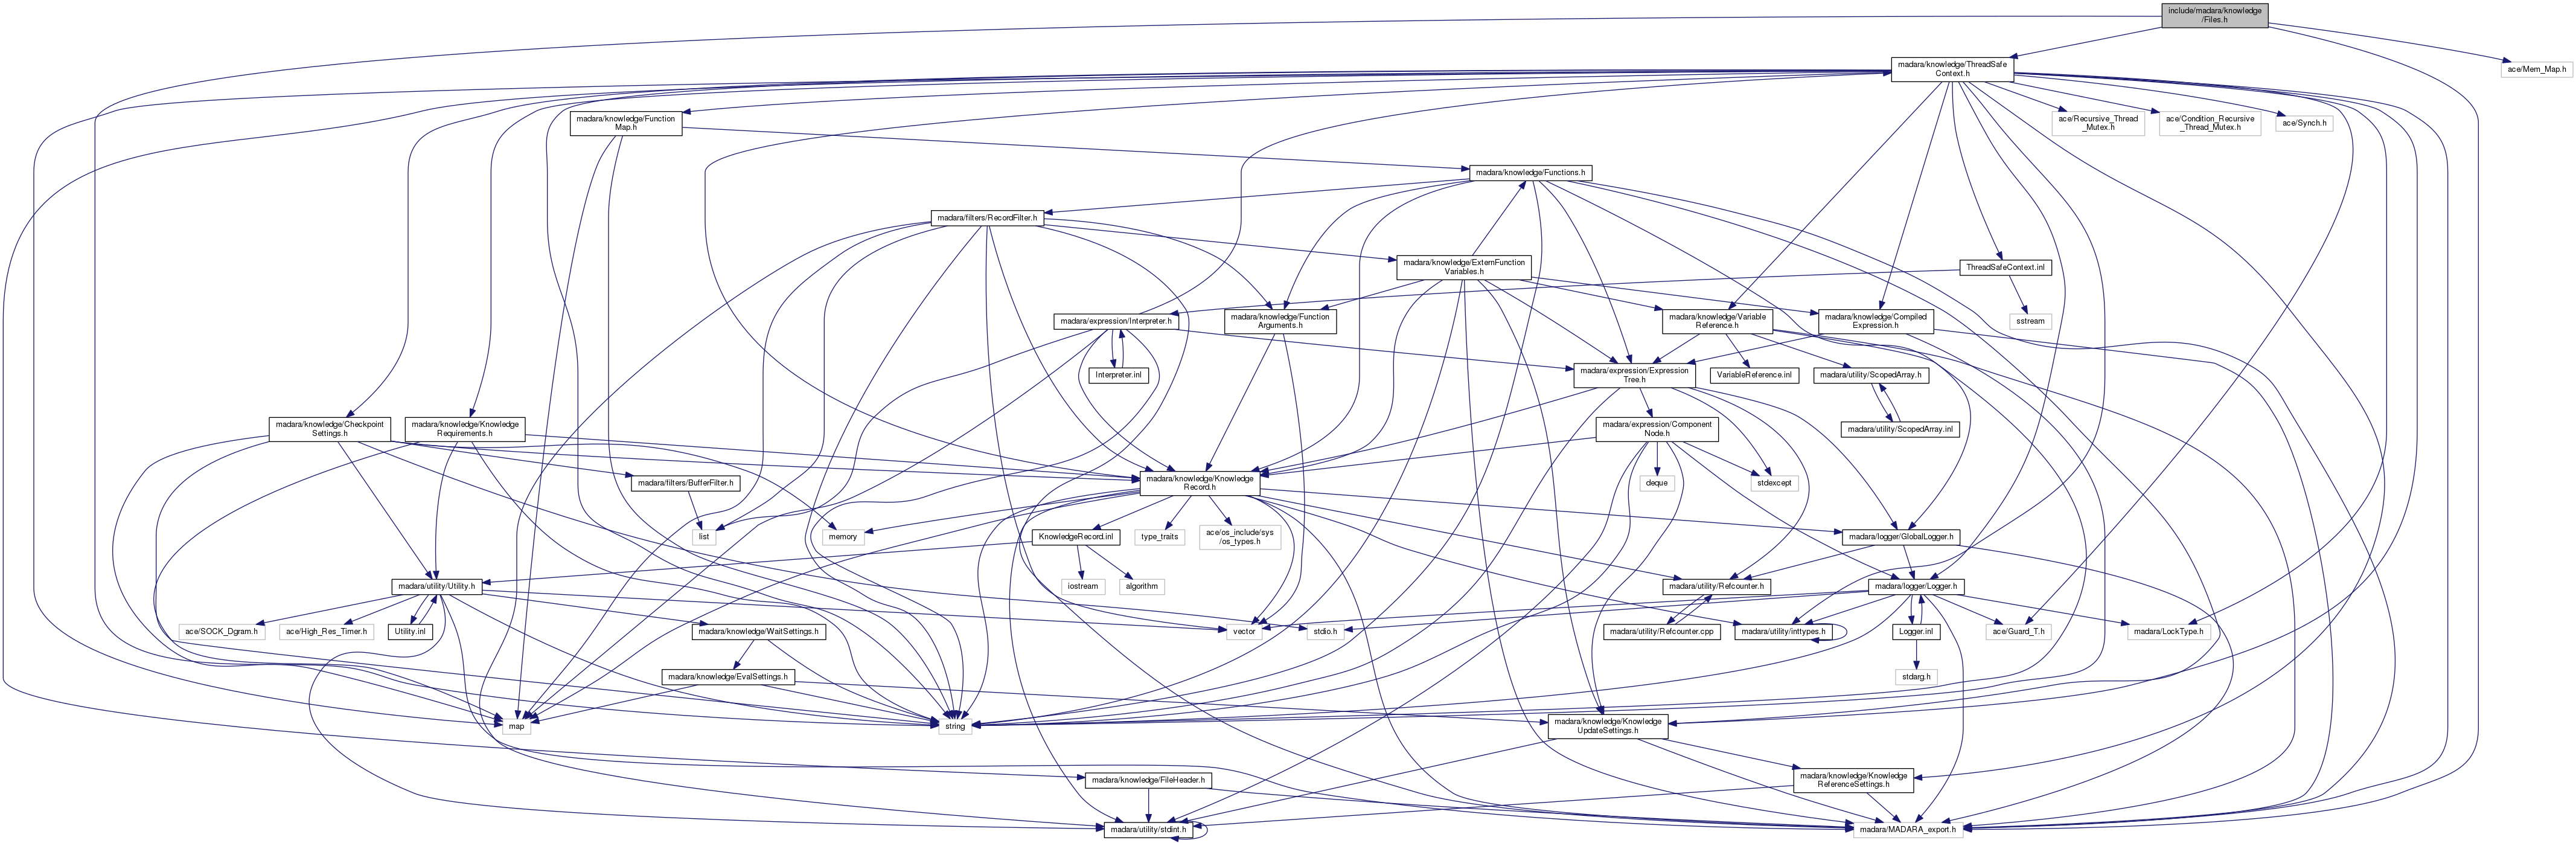 include/madara/knowledge
/Files.h
madara/knowledge/ThreadSafe
Context.h
ace/Mem_Map.h
madara/knowledge/Function
Map.h
ace/Recursive_Thread
_Mutex.h
ace/Condition_Recursive
_Thread_Mutex.h
ace/Synch.h
madara/knowledge/Functions.h
madara/filters/RecordFilter.h
madara/knowledge/ExternFunction
Variables.h
ThreadSafeContext.inl
madara/expression/Interpreter.h
madara/knowledge/Function
Arguments.h
madara/knowledge/Variable
Reference.h
madara/knowledge/Compiled
Expression.h
sstream
Interpreter.inl
madara/expression/Expression
Tree.h
VariableReference.inl
madara/utility/ScopedArray.h
madara/knowledge/Checkpoint
Settings.h
madara/knowledge/Knowledge
Requirements.h
madara/expression/Component
Node.h
madara/utility/ScopedArray.inl
madara/filters/BufferFilter.h
madara/knowledge/Knowledge
Record.h
deque
stdexcept
list
memory
KnowledgeRecord.inl
type_traits
ace/os_include/sys
/os_types.h
madara/logger/GlobalLogger.h
madara/utility/Utility.h
iostream
algorithm
madara/utility/Refcounter.h
madara/logger/Logger.h
ace/SOCK_Dgram.h
ace/High_Res_Timer.h
Utility.inl
madara/knowledge/WaitSettings.h
vector
stdio.h
madara/utility/Refcounter.cpp
madara/utility/inttypes.h
Logger.inl
ace/Guard_T.h
madara/LockType.h
madara/knowledge/EvalSettings.h
stdarg.h
map
string
madara/knowledge/Knowledge
UpdateSettings.h
madara/knowledge/FileHeader.h
madara/knowledge/Knowledge
ReferenceSettings.h
madara/utility/stdint.h
madara/MADARA_export.h